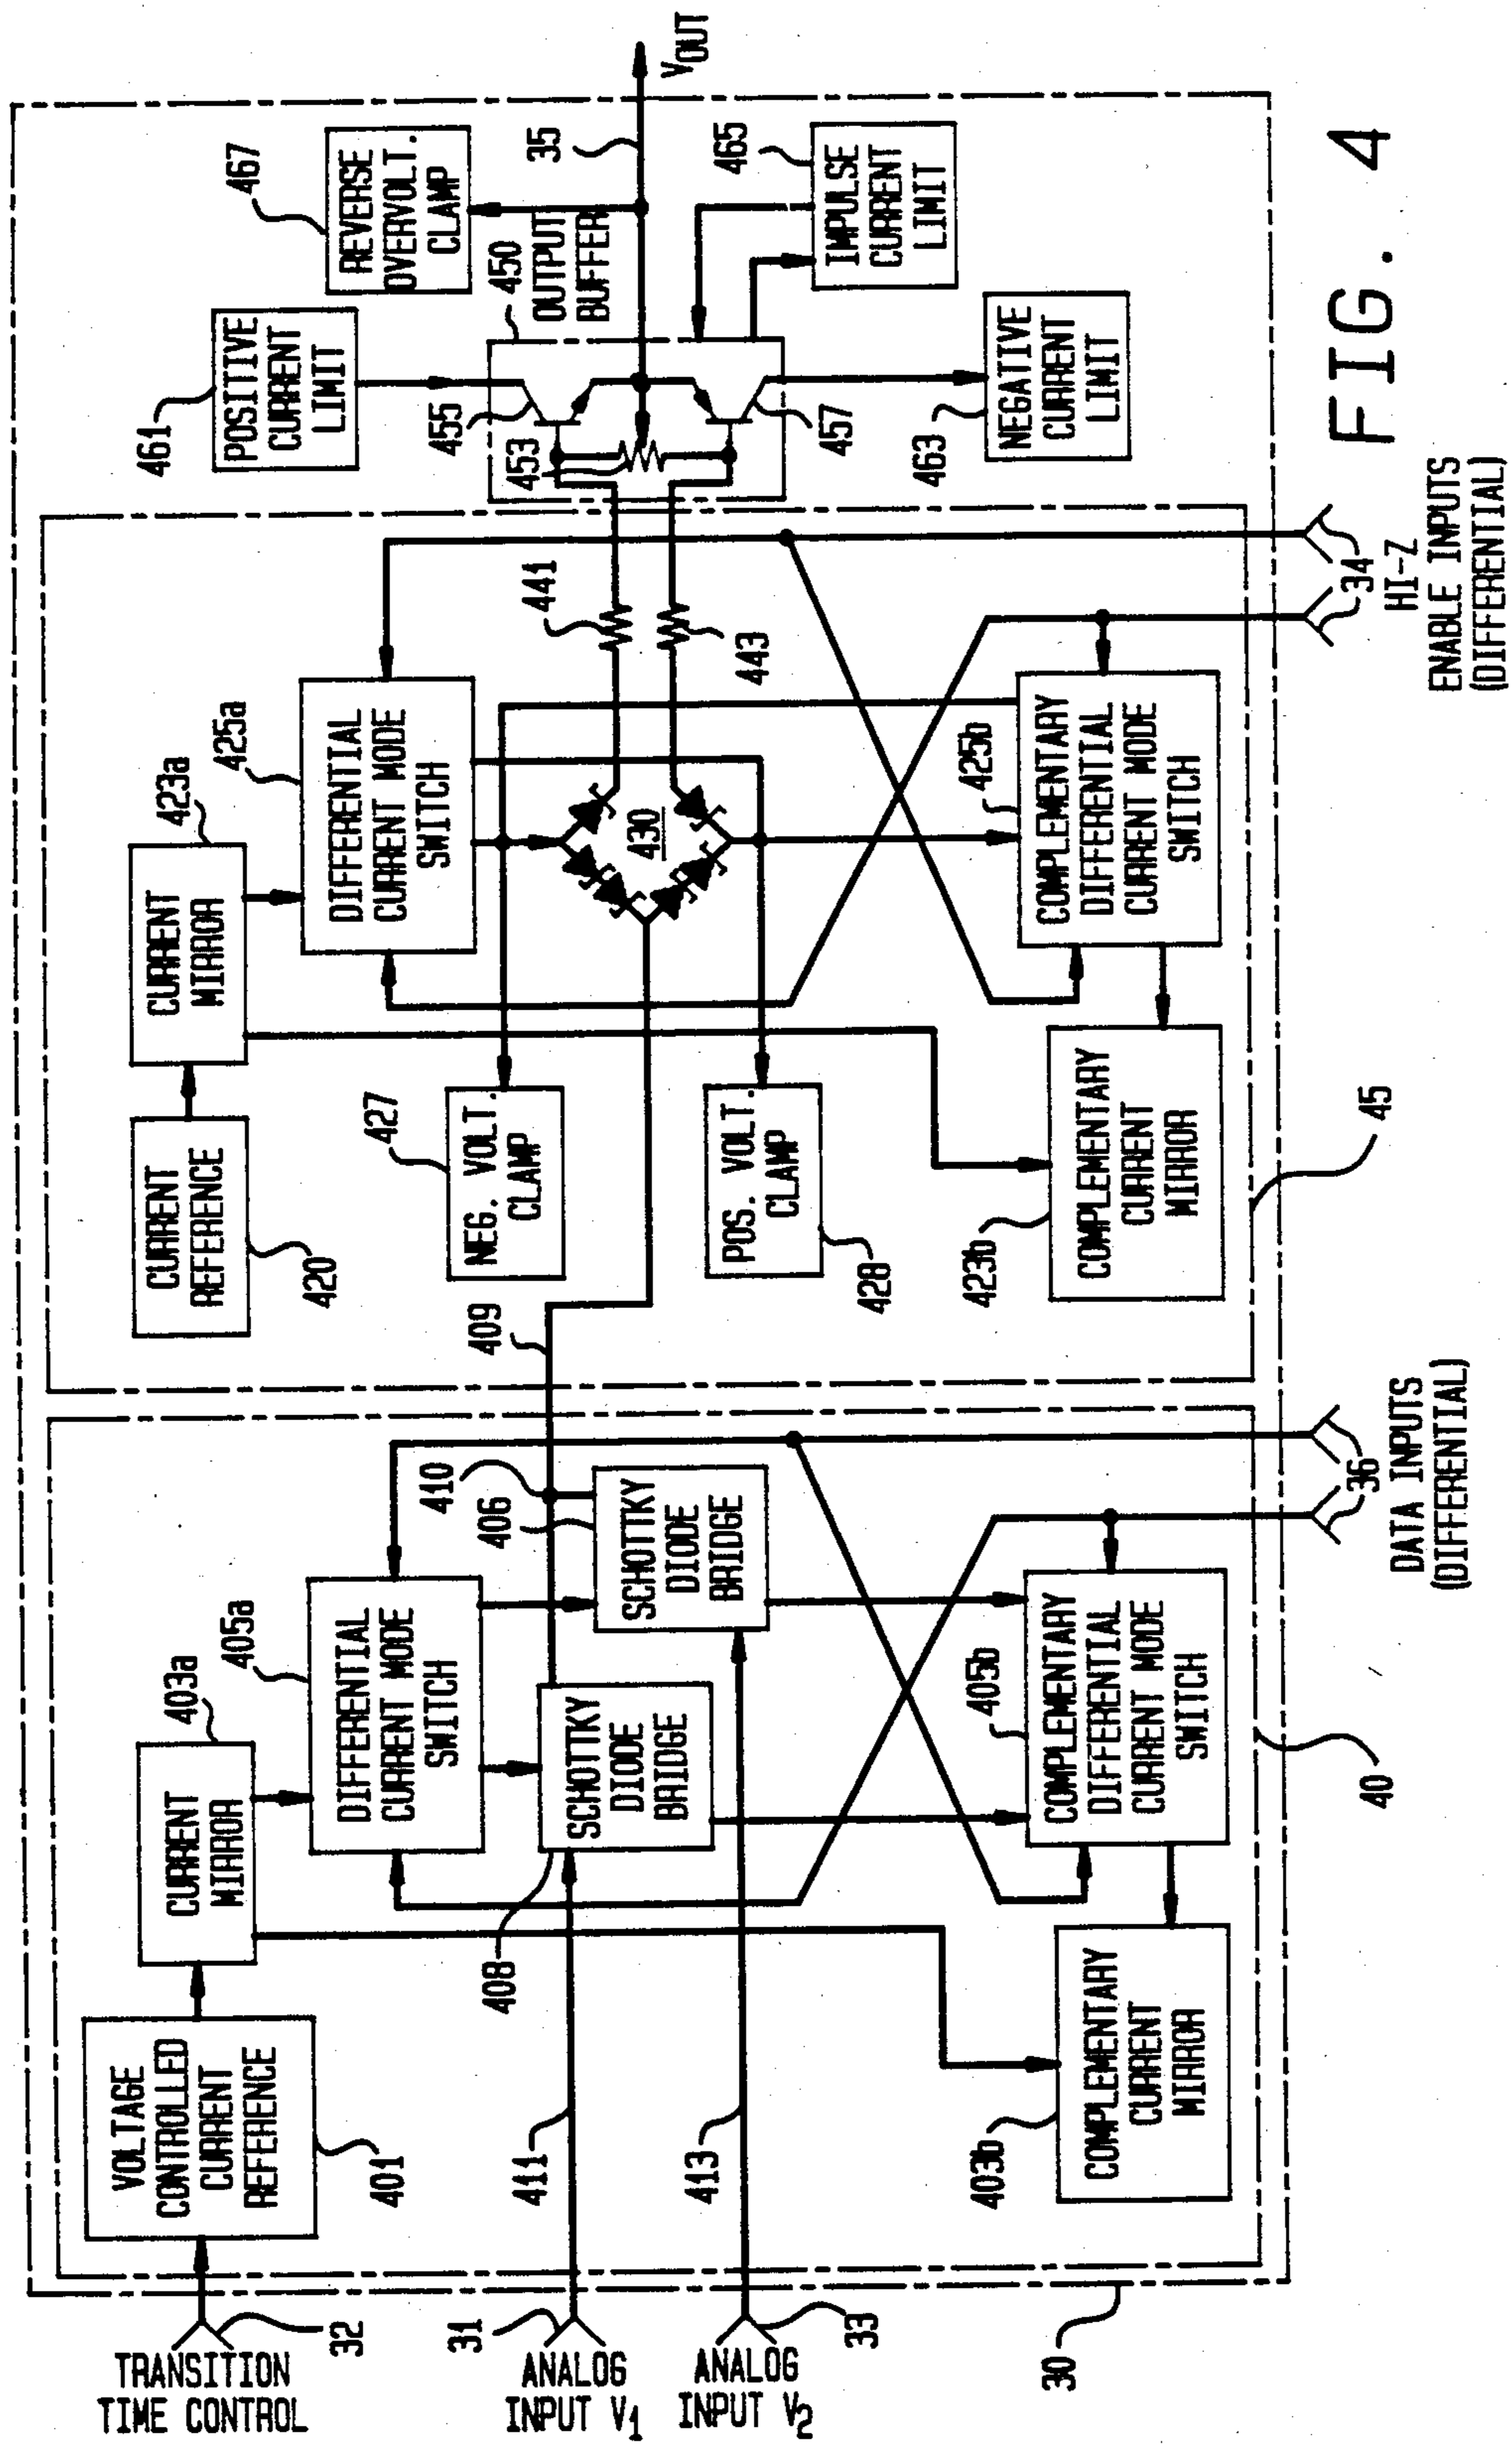 TRANSITION
TIME CONTROL
32
ANALOG
INPUT V1
31
ANALOG
INPUT V2
33
30
VOLTAGE
CONTROLLED
CURRENT
REFERENCE
401
CURRENT
MIRROR
403a
DIFFERENTIAL
CURRENT MODE
SWITCH
405a
SCHOTTKY
DIODE
BRIDGE
408
SCHOTTKY
DIODE
BRIDGE
406
410
409
411
413
COMPLEMENTARY
DIFFERENTIAL
CURRENT MODE
SWITCH
405b
COMPLEMENTARY
CURRENT
MIRROR
403b
40
36
DATA INPUTS
(DIFFERENTIAL)
CURRENT
REFERENCE
420
CURRENT
MIRROR
423a
DIFFERENTIAL
CURRENT MODE
SWITCH
425a
NEG. VOLT.
CLAMP
427
POS. VOLT.
CLAMP
428
430
441
443
COMPLEMENTARY
DIFFERENTIAL
CURRENT MODE
SWITCH
425b
COMPLEMENTARY
CURRENT
MIRROR
423b
45
34
HI-Z
ENABLE INPUTS
(DIFFERENTIAL)
POSITIVE
CURRENT
LIMIT
461
REVERSE
OVERVOLT.
CLAMP
467
450
OUTPUT
BUFFER
455
453
457
35
VOUT
IMPULSE
CURRENT
LIMIT
465
NEGATIVE
CURRENT
LIMIT
463
FIG. 4